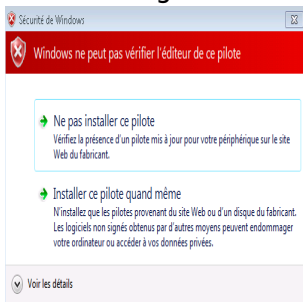 Sécurité de Windows
Windows ne peut pas vérifier l'éditeur de ce pilote
Ne pas installer ce pilote
Vérifiez la présence d'un pilote mis à jour pour votre périphérique sur le site
Web du fabricant.
Installer ce pilote quand même
N'installez que les pilotes provenant du site Web ou d'un disque du fabricant.
Les logiciels non signés obtenus par d'autres moyens peuvent endommager
votre ordinateur ou accéder à vos données privées.
Voir les détails